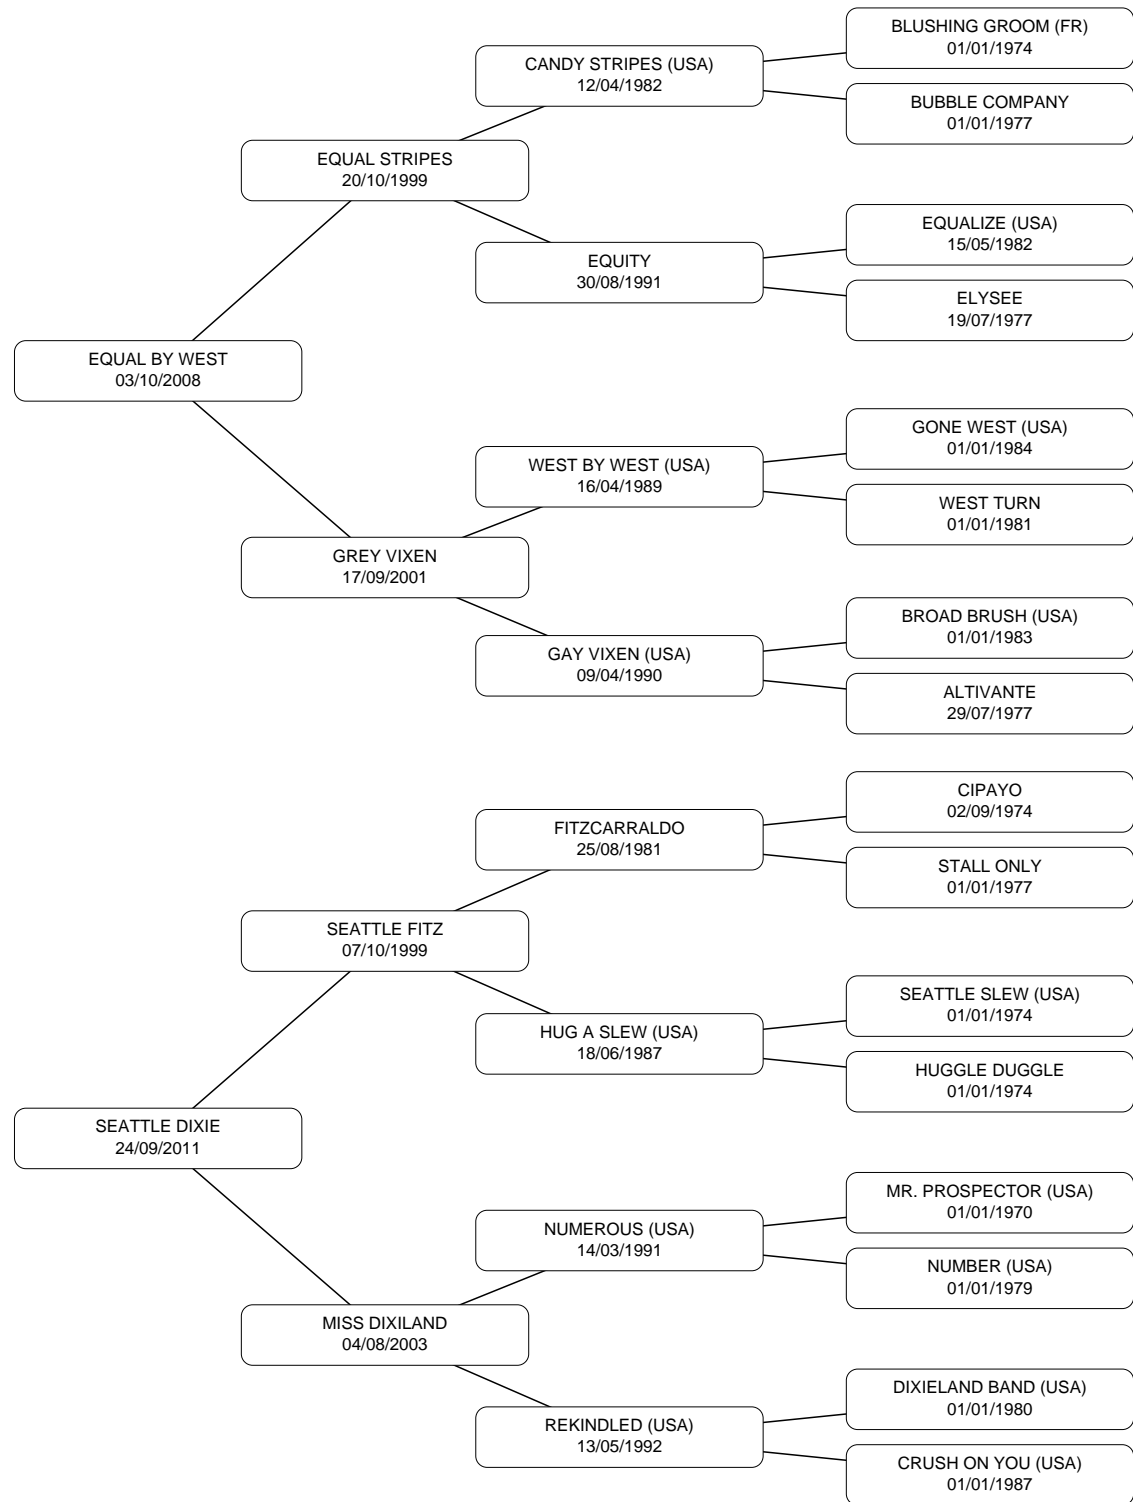 BLUSHING GROOM (FR)
01/01/1974
CANDY STRIPES (USA)
12/04/1982
BUBBLE COMPANY
01/01/1977
EQUAL STRIPES
20/10/1999
EQUALIZE (USA)
15/05/1982
EQUITY
30/08/1991
ELYSEE
19/07/1977
EQUAL BY WEST
03/10/2008
GONE WEST (USA)
01/01/1984
WEST BY WEST (USA)
16/04/1989
WEST TURN
01/01/1981
GREY VIXEN
17/09/2001
BROAD BRUSH (USA)
01/01/1983
GAY VIXEN (USA)
09/04/1990
ALTIVANTE
29/07/1977
CIPAYO
02/09/1974
FITZCARRALDO
25/08/1981
STALL ONLY
01/01/1977
SEATTLE FITZ
07/10/1999
SEATTLE SLEW (USA)
01/01/1974
HUG A SLEW (USA)
18/06/1987
HUGGLE DUGGLE
01/01/1974
SEATTLE DIXIE
24/09/2011
MR. PROSPECTOR (USA)
01/01/1970
NUMEROUS (USA)
14/03/1991
NUMBER (USA)
01/01/1979
MISS DIXILAND
04/08/2003
DIXIELAND BAND (USA)
01/01/1980
REKINDLED (USA)
13/05/1992
CRUSH ON YOU (USA)
01/01/1987